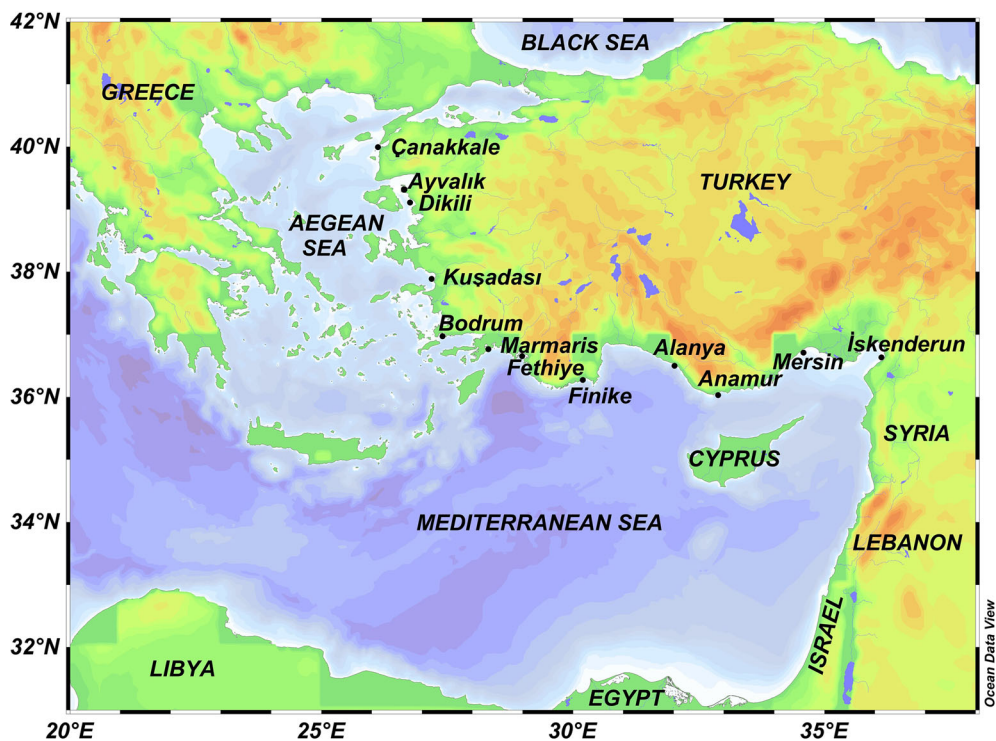 42°N
BLACK SEA
GREECE
40°N
Çanakkale
Ayvalık
TURKEY
Dikili
AEGEAN
SEA
38°N
Kuşadası
Bodrum
Marmaris
Alanya
İskenderun
Fethiye
Mersin
Anamur
36°N
Finike
SYRIA
CYPRUS
34°N
MEDITERRANEAN SEA
LEBANON
ISRAEL
32°N
LIBYA
EGYPT
Ocean Data View
20°E
25°E
30°E
35°E